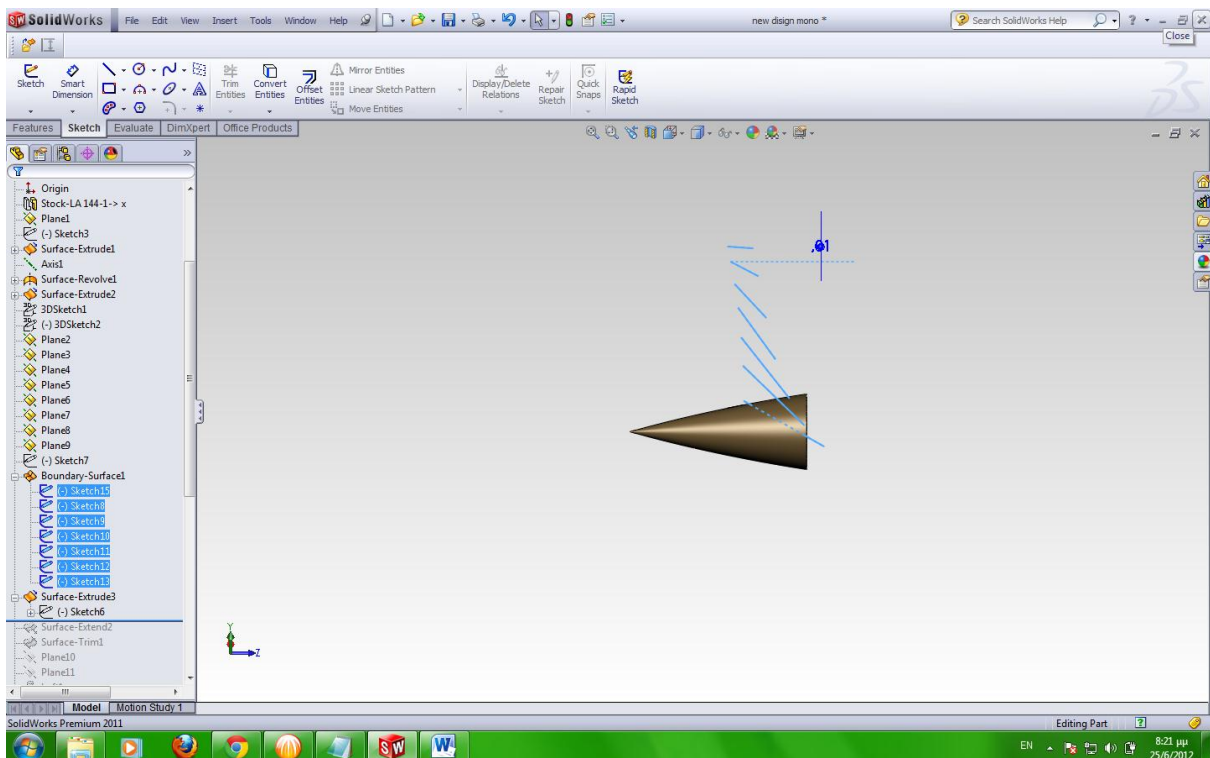 SolidWorks File Edit View Insert Tools Window Help new disign mono * Search SolidWorks Help ?
Close
Sketch Smart Dimension Trim Entities Convert Entities Offset Entities Mirror Entities Linear Sketch Pattern Move Entities Display/Delete Relations Repair Sketch Quick Snaps Rapid Sketch
Features Sketch Evaluate DimXpert Office Products
Origin
Stock-LA 144-1-> x
Plane1
(-) Sketch3
Surface-Extrude1
Axis1
Surface-Revolve1
Surface-Extrude2
3DSketch1
(-) 3DSketch2
Plane2
Plane3
Plane4
Plane5
Plane6
Plane7
Plane8
Plane9
(-) Sketch7
Boundary-Surface1
(-) Sketch15
(-) Sketch8
(-) Sketch9
(-) Sketch10
(-) Sketch11
(-) Sketch12
(-) Sketch13
Surface-Extrude3
(-) Sketch6
Surface-Extend2
Surface-Trim1
Plane10
Plane11
Y
Z
Model Motion Study 1
SolidWorks Premium 2011 Editing Part ?
EN 8:21 μμ
25/6/2012